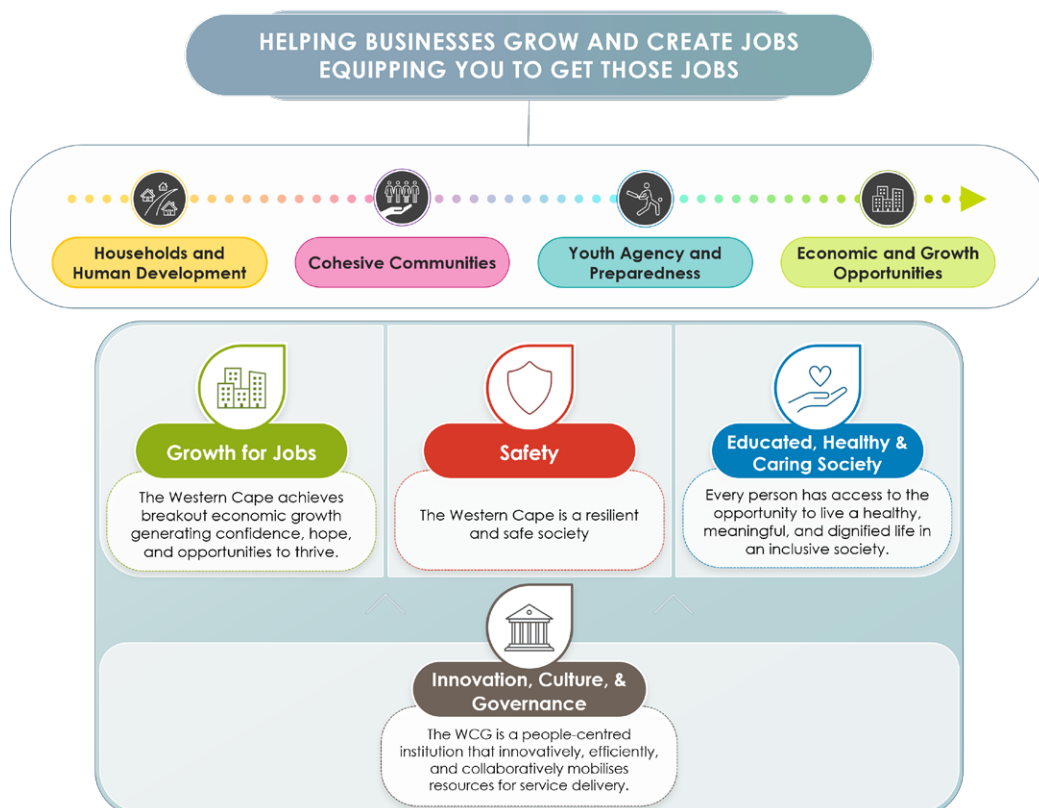 HELPING BUSINESSES GROW AND CREATE JOBS
EQUIPPING YOU TO GET THOSE JOBS
Households and
Human Development
Cohesive Communities
Youth Agency and
Preparedness
Economic and Growth
Opportunities
Growth for Jobs
The Western Cape achieves
breakout economic growth
generating confidence, hope,
and opportunities to thrive.
Safety
The Western Cape is a resilient
and safe society
Educated, Healthy &
Caring Society
Every person has access to the
opportunity to live a healthy,
meaningful, and dignified life in
an inclusive society.
Innovation, Culture, &
Governance
The WCG is a people-centred
institution that innovatively, efficiently,
and collaboratively mobilises
resources for service delivery.